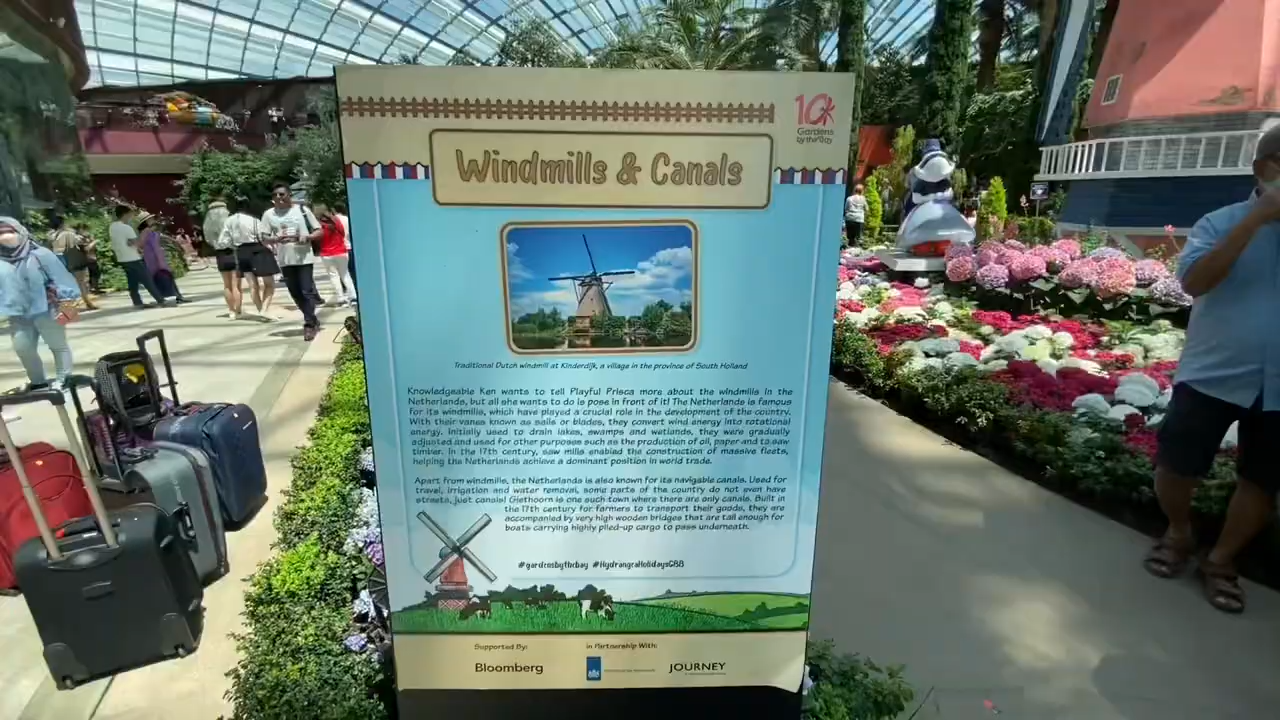 10
Gardens
by the Bay
Windmills & Canals
Traditional Dutch windmill at Kinderdijk, a village in the province of South Holland
Knowledgeable Ken wants to tell Playful Prisca more about the windmills in the
Netherlands, but all she wants to do is pose in front of it! The Netherlands is famous
for its windmills, which have played a crucial role in the development of the country.
With their vanes known as sails or blades, they convert wind energy into rotational
energy. Initially used to drain lakes, swamps and wetlands, they were gradually
adjusted and used for other purposes such as the production of oil, paper and to saw
timber. In the 17th century, saw mills enabled the construction of massive fleets,
helping the Netherlands achieve a dominant position in world trade.
Apart from windmills, the Netherlands is also known for its navigable canals. Used for
travel, irrigation and water removal, some parts of the country do not even have
streets, just canals! Giethoorn is one such town where there are only canals. Built in
the 17th century for farmers to transport their goods, they are
accompanied by very high wooden bridges that are tall enough for
boats carrying highly piled-up cargo to pass underneath.
#gardensbythebay #HydrangeaHolidaysGBB
Supported By:
In Partnership With:
Bloomberg
JOURNEY